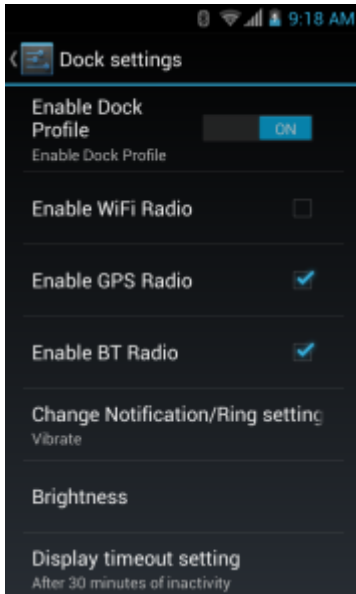 9:18 AM
Dock settings
Enable Dock
Profile
ON
Enable Dock Profile
Enable WiFi Radio
Enable GPS Radio
Enable BT Radio
Change Notification/Ring setting
Vibrate
Brightness
Display timeout setting
After 30 minutes of inactivity